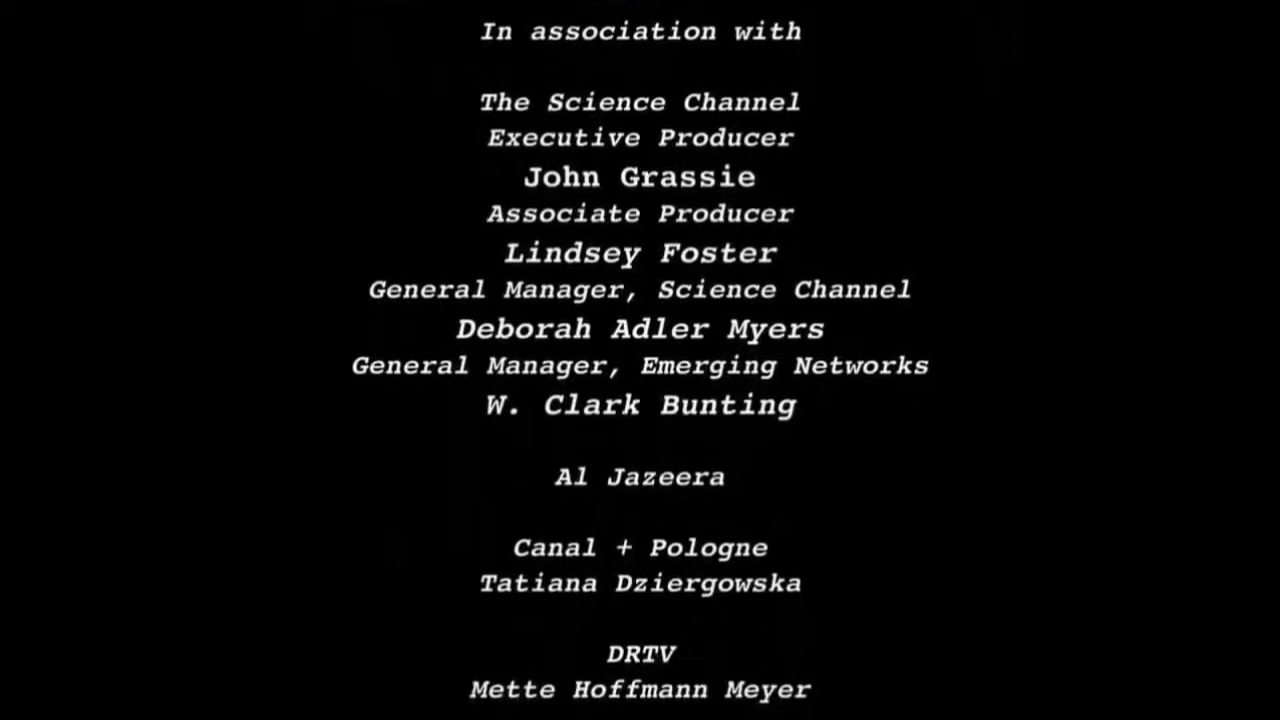 In association with
The Science Channel
Executive Producer
John Grassie
Associate Producer
Lindsey Foster
General Manager, Science Channel
Deborah Adler Myers
General Manager, Emerging Networks
W. Clark Bunting
Al Jazeera
Canal + Pologne
Tatiana Dziergowska
DRTV
Mette Hoffmann Meyer